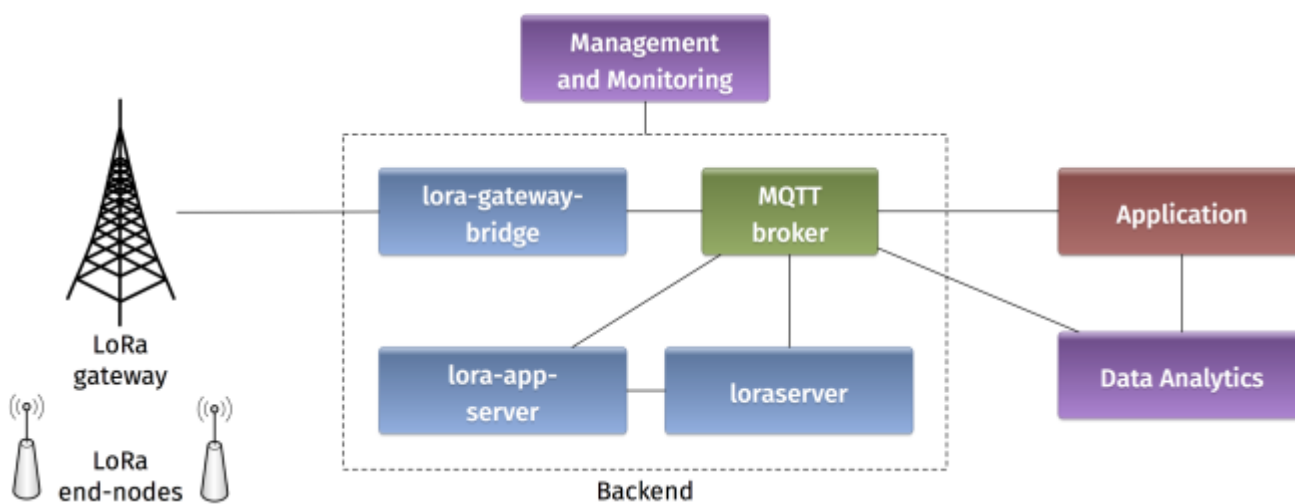 Management
and Monitoring
lora-gateway-
bridge
MQTT
broker
Application
LoRa
gateway
lora-app-
server
loraserver
Data Analytics
LoRa
end-nodes
Backend